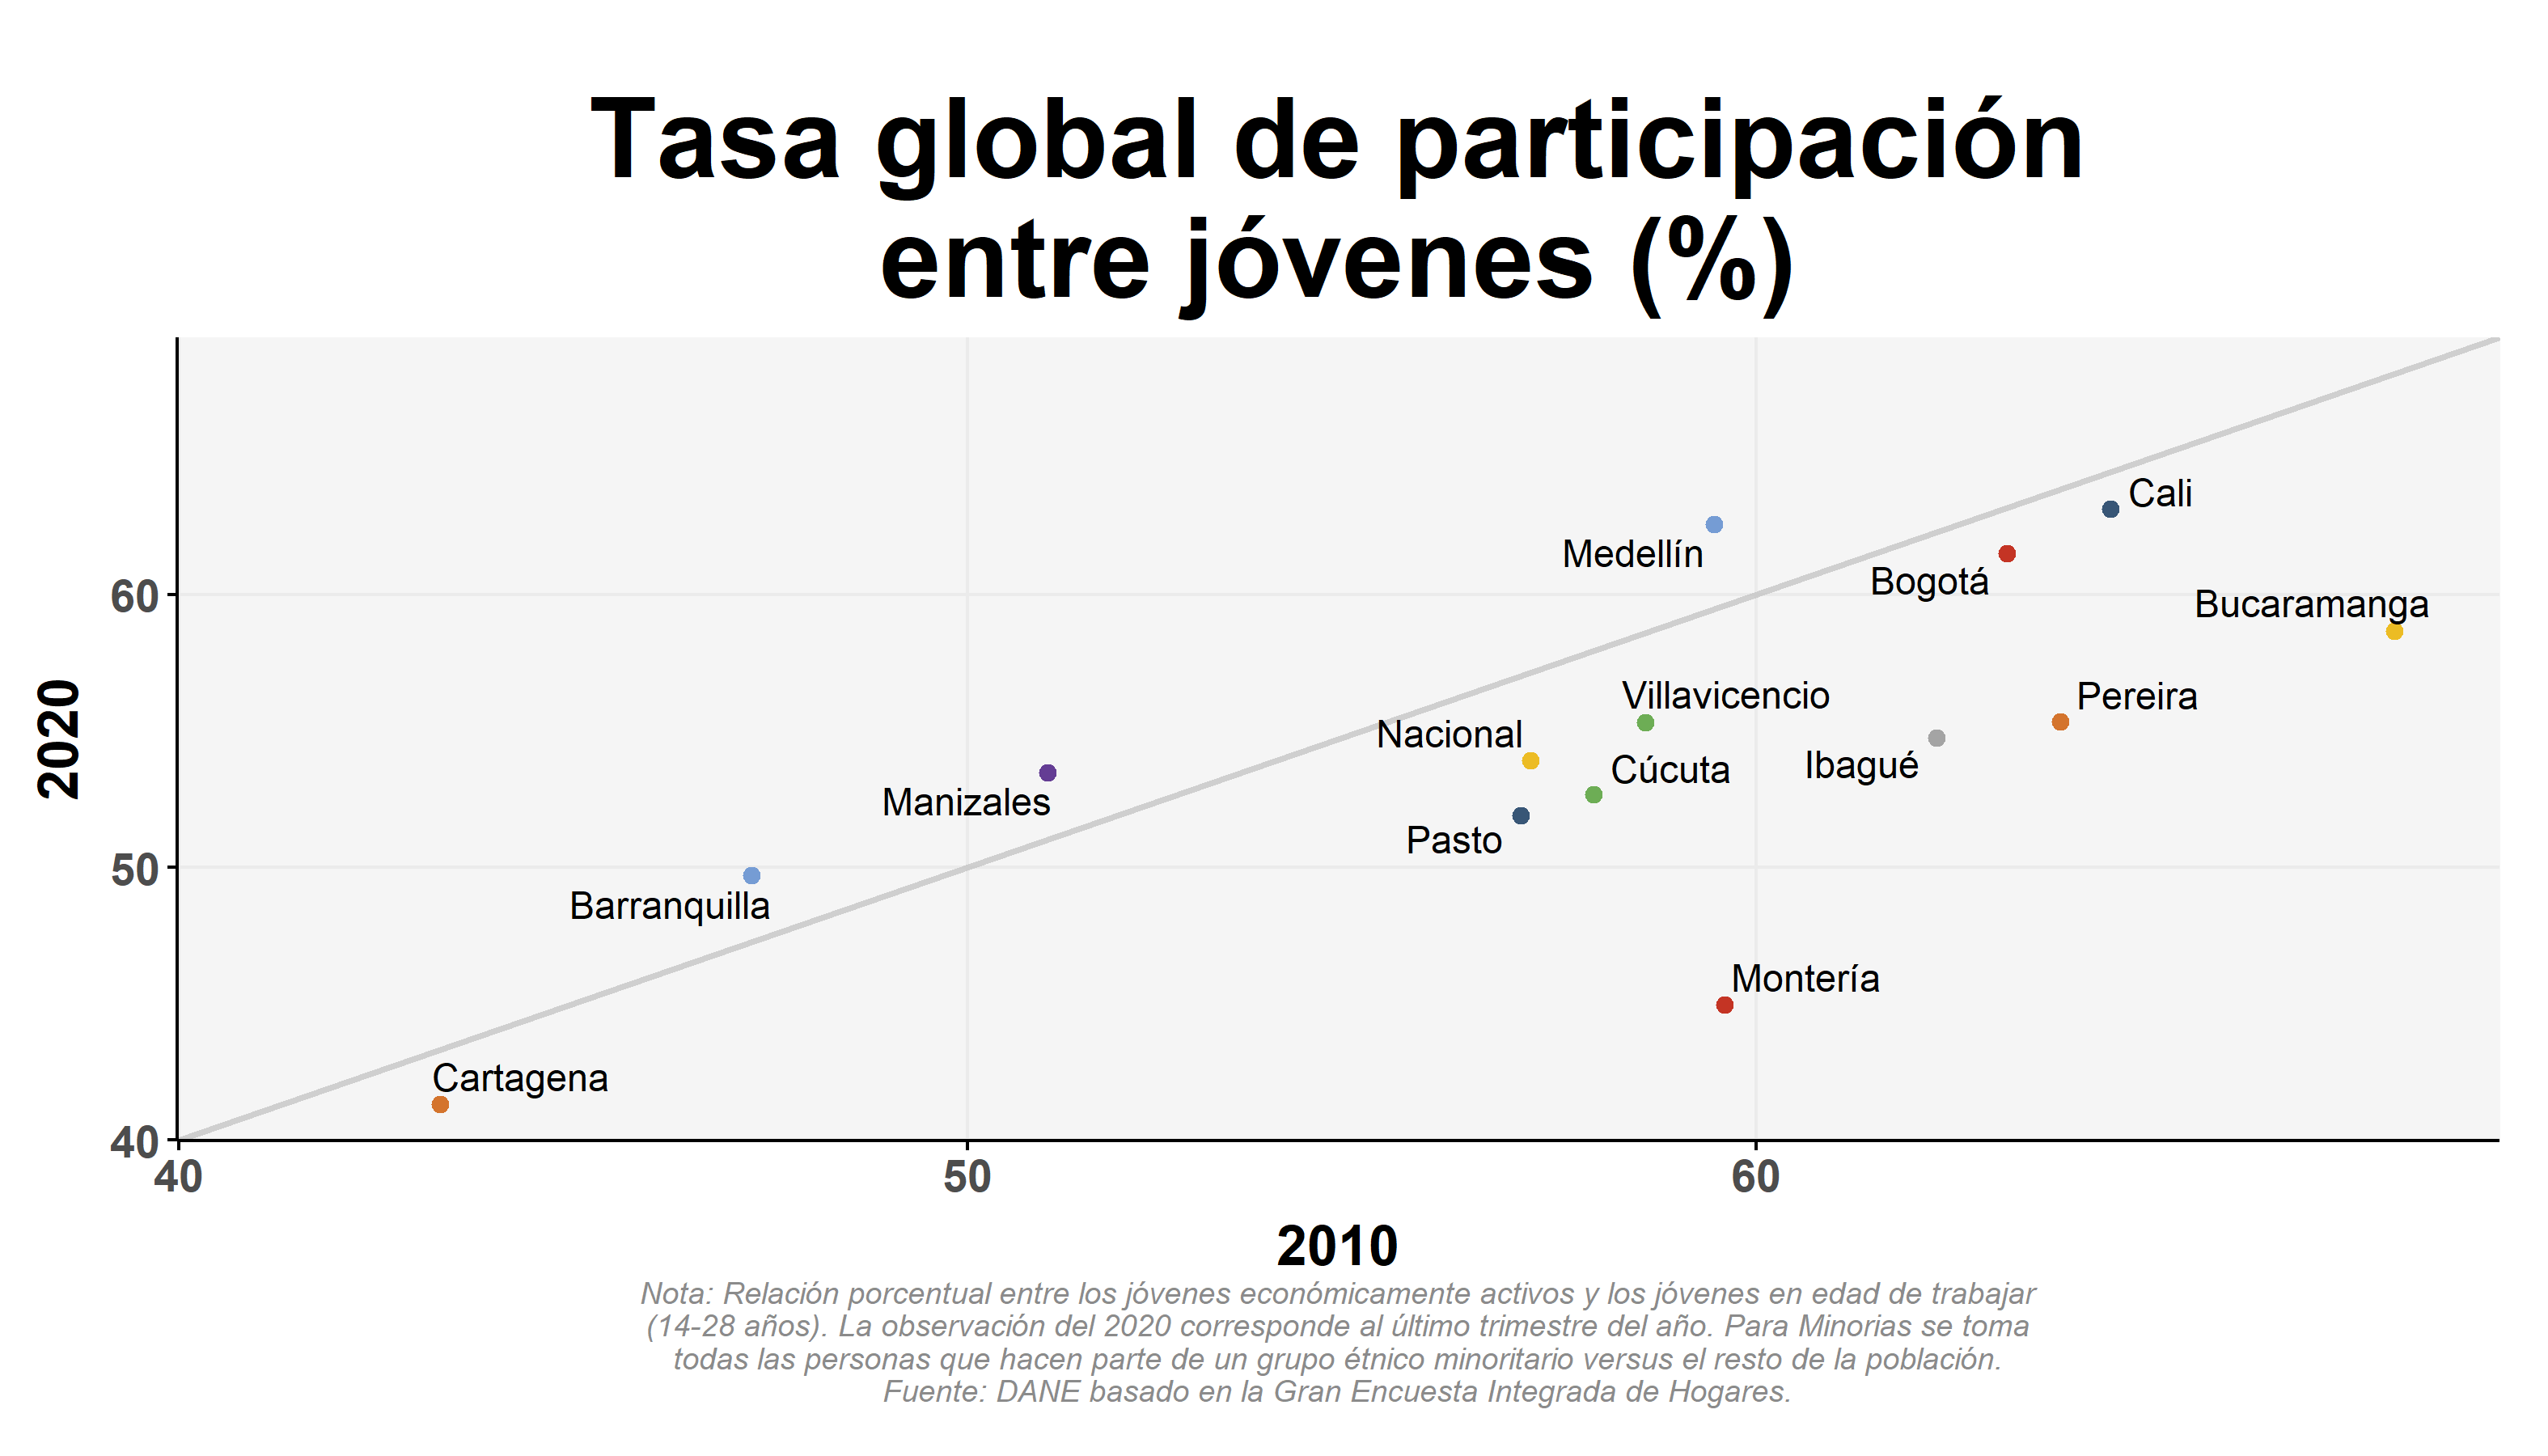 Tasa global de participación
entre jóvenes (%)
Cali
Medellín
Bogotá
60
Bucaramanga
Villavicencio
Pereira
Nacional
Cúcuta
Ibagué
2020
Manizales
Pasto
50
Barranquilla
Montería
Cartagena
40
40 50 60
2010
Nota: Relación porcentual entre los jóvenes económicamente activos y los jóvenes en edad de trabajar
(14-28 años). La observación del 2020 corresponde al último trimestre del año. Para Minorias se toma
todas las personas que hacen parte de un grupo étnico minoritario versus el resto de la población.
Fuente: DANE basado en la Gran Encuesta Integrada de Hogares.